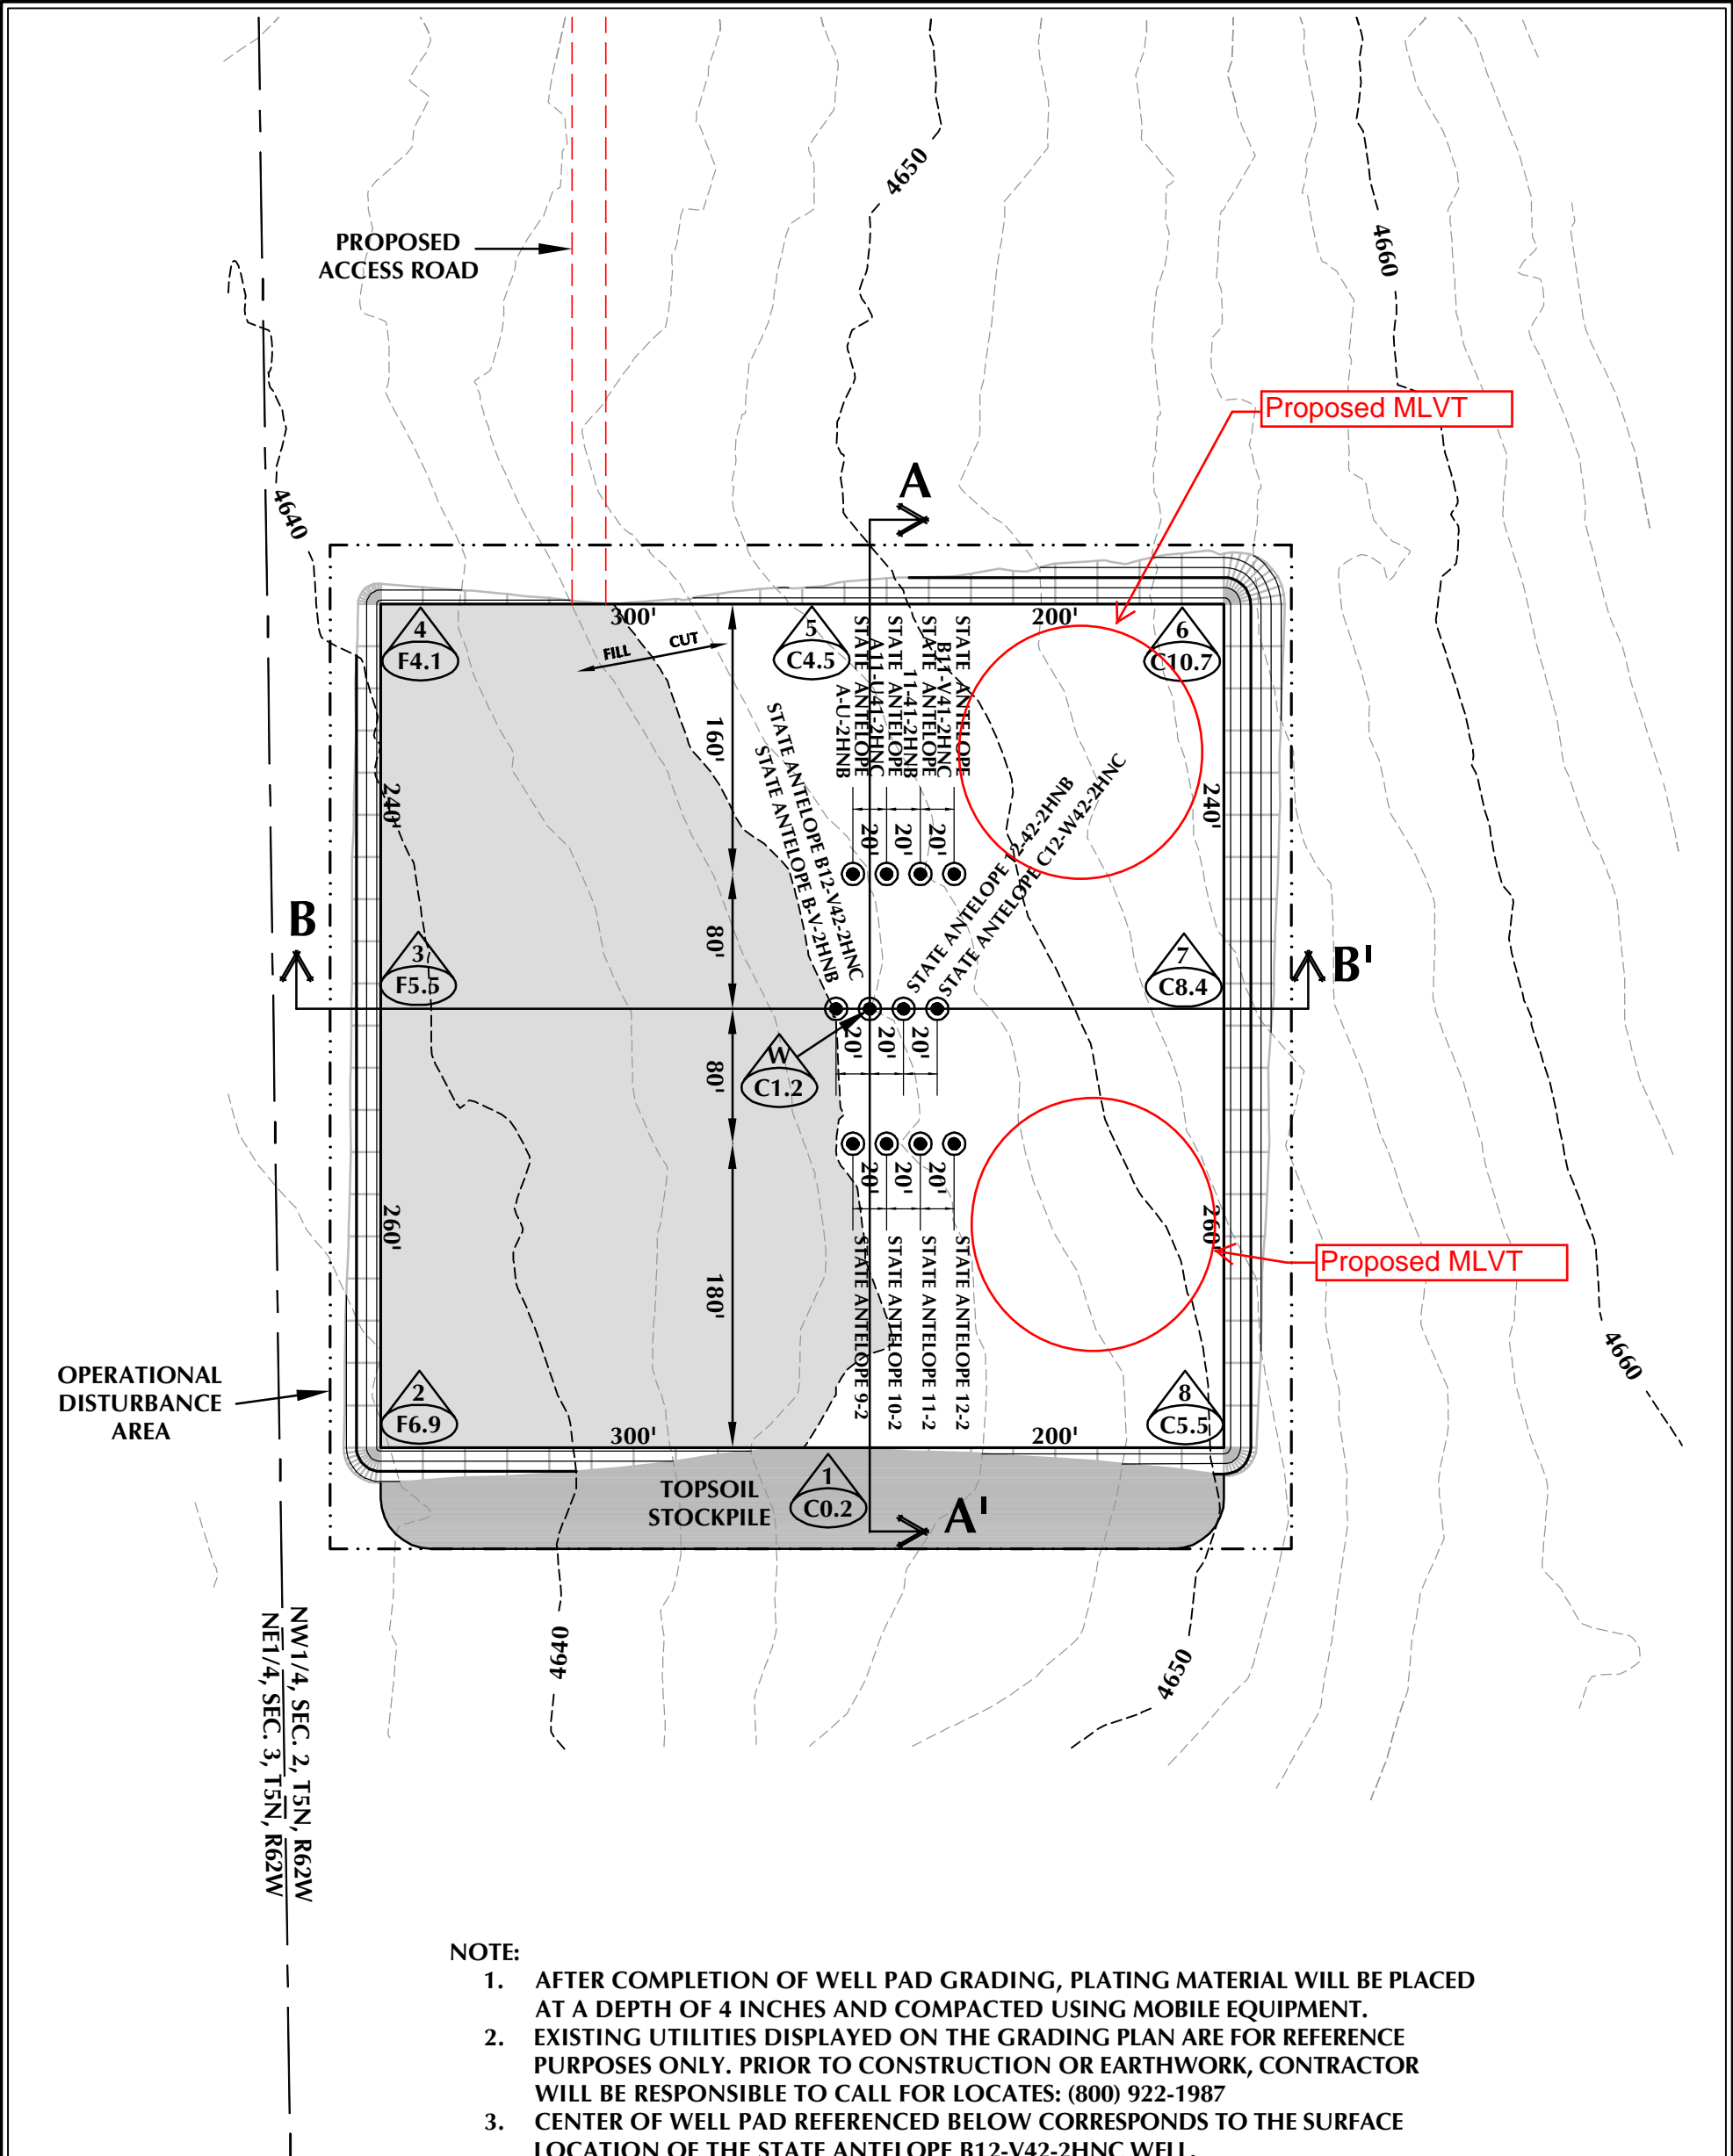 4650
4660
PROPOSED
ACCESS ROAD
Proposed MLVT
A
4640
300'
200'
4
F4.1
FILL
CUT
5
C4.5
6
C10.7
STATE ANTELOPE
A-U-2HNB
STATE ANTELOPE
A11-U41-2HNC
STATE ANTELOPE
11-41-2HNB
STATE ANTELOPE
B11-V41-2HNC
160'
240'
240'
20'
20'
20'
STATE ANTELOPE B12-V42-2HNC
STATE ANTELOPE B-V-2HNB
STATE ANTELOPE 12-42-2HNB
STATE ANTELOPE C12-W42-2HNC
B
B'
3
F5.5
80'
7
C8.4
20'
20'
20'
W
C1.2
80'
20'
20'
20'
260'
260'
180'
STATE ANTELOPE 9-2
STATE ANTELOPE 10-2
STATE ANTELOPE 11-2
STATE ANTELOPE 12-2
Proposed MLVT
4660
OPERATIONAL
DISTURBANCE
AREA
2
F6.9
8
C5.5
300'
200'
TOPSOIL
STOCKPILE
1
C0.2
A'
4640
4650
NW1/4, SEC. 2, T5N, R62W
NE1/4, SEC. 3, T5N, R62W
NOTE:
1. AFTER COMPLETION OF WELL PAD GRADING, PLATING MATERIAL WILL BE PLACED
AT A DEPTH OF 4 INCHES AND COMPACTED USING MOBILE EQUIPMENT.
2. EXISTING UTILITIES DISPLAYED ON THE GRADING PLAN ARE FOR REFERENCE
PURPOSES ONLY. PRIOR TO CONSTRUCTION OR EARTHWORK, CONTRACTOR
WILL BE RESPONSIBLE TO CALL FOR LOCATES: (800) 922-1987
3. CENTER OF WELL PAD REFERENCED BELOW CORRESPONDS TO THE SURFACE
LOCATION OF THE STATE ANTELOPE B12-V42-2HNC WELL.